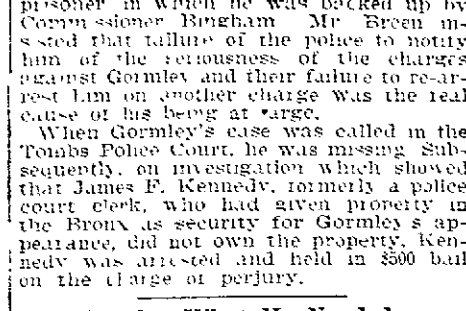 prisoner in which he was backed up by
Commissioner Bingham Mr Breen in-
sisted that failure of the police to notify
him of the seriousness of the charges
against Gormley and their failure to re-ar-
rest him on another charge was the real
cause of his being at large.
When Gormley's case was called in the
Tombs Police Court, he was missing Sub-
sequently, on investigation which showed
that James F. Kennedy, formerly a police
court clerk, who had given property in
the Bronx as security for Gormley s ap-
pearance, did not own the property, Ken-
nedy was arrested and held in $500 bail
on the charge of perjury.